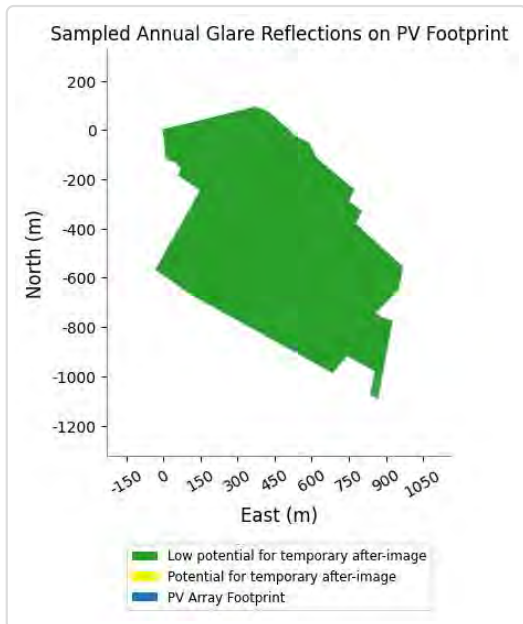 Sampled Annual Glare Reflections on PV Footprint
200
0
-200
-400
-600
-800
-1000
-1200
North (m)
-150 0 150 300 450 600 750 900 1050
East (m)
Low potential for temporary after-image
Potential for temporary after-image
PV Array Footprint